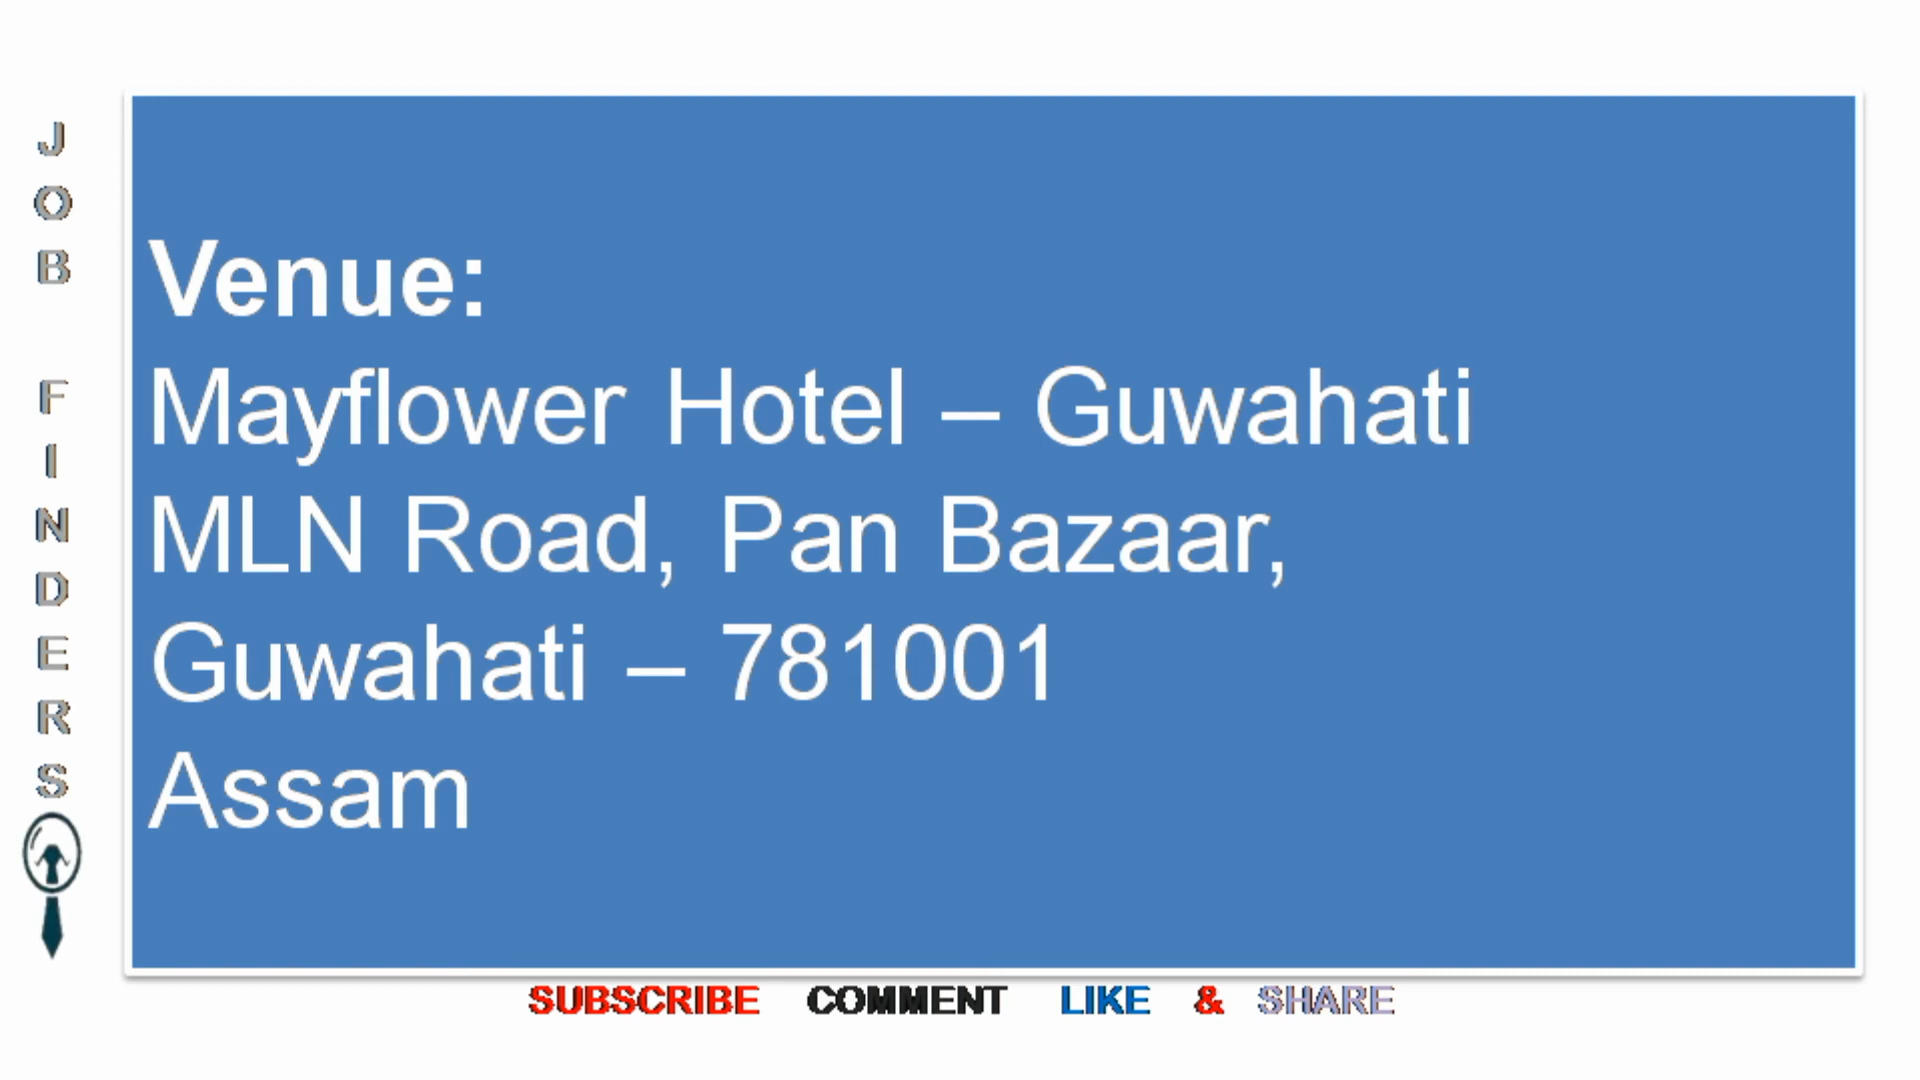 JOB FINDERS
Venue:
Mayflower Hotel – Guwahati
MLN Road, Pan Bazaar,
Guwahati – 781001
Assam
SUBSCRIBE COMMENT LIKE & SHARE